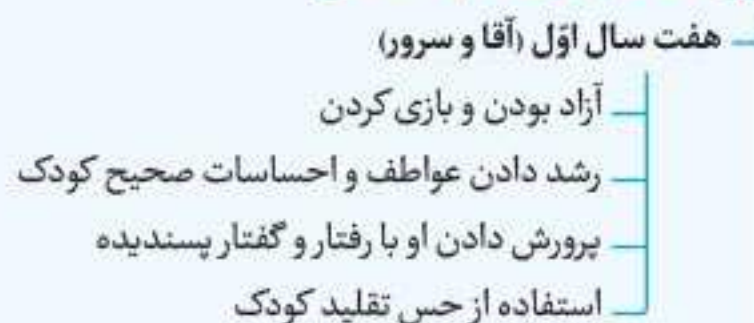 هفت سال اوّل (آقا و سرور)
آزاد بودن و بازی کردن
رشد دادن عواطف و احساسات صحیح کودک
پرورش دادن او با رفتار و گفتار پسندیده
استفاده از حس تقلید کودک